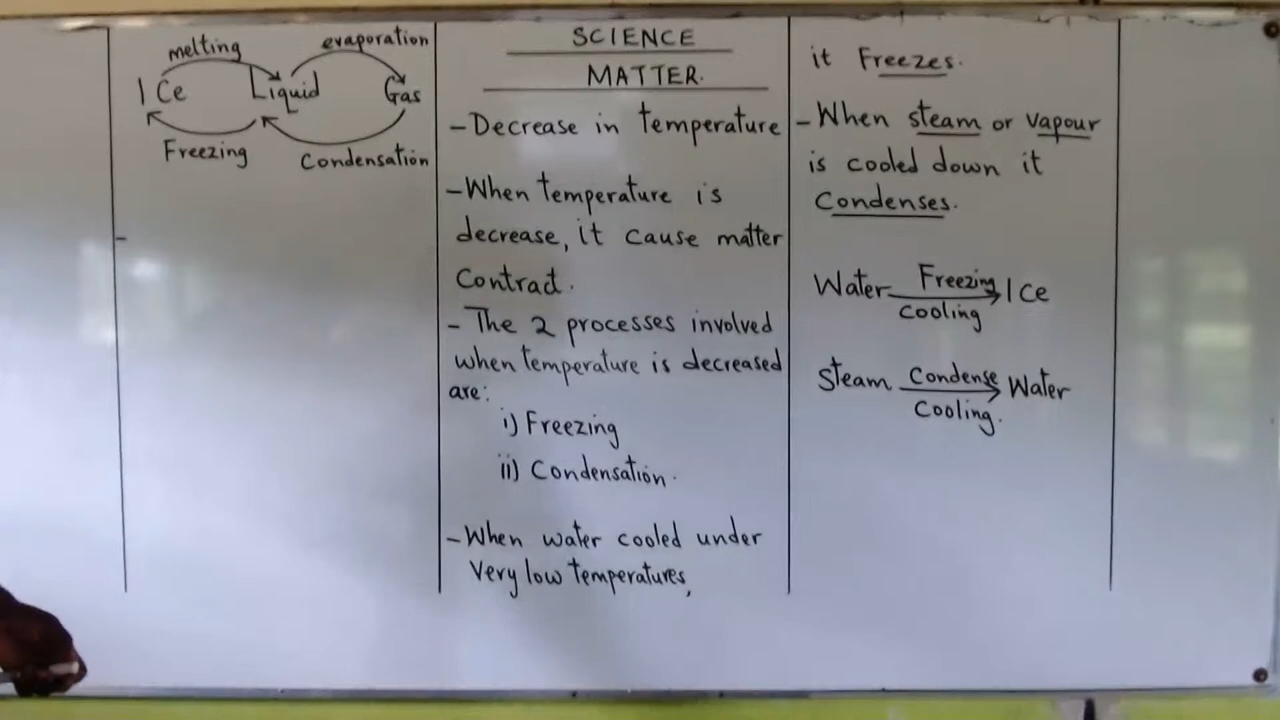 melting evaporation
ICe Liquid Gas
Freezing Condensation
SCIENCE
MATTER.
- Decrease in temperature
- When temperature is
decrease, it cause matter
Contract.
- The 2 processes involved
when temperature is decreased
are:
i) Freezing
ii) Condensation.
- When water cooled under
very low temperatures,
it Freezes.
- When steam or vapour
is cooled down it
Condenses.
Water Freezing ICe
cooling
Steam Condense Water
Cooling.